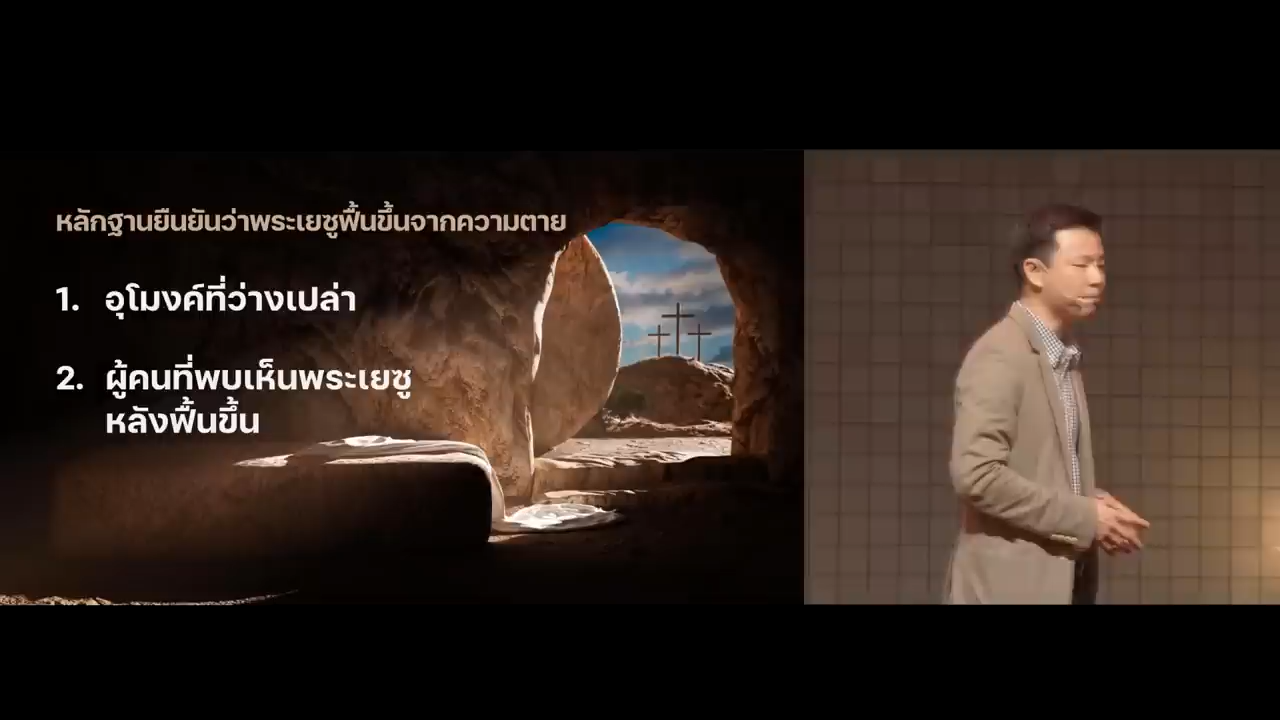 หลักฐานยืนยันว่าพระเยซูฟื้นขึ้นจากความตาย
1. อุโมงค์ที่ว่างเปล่า
2. ผู้คนที่พบเห็นพระเยซู
หลังฟื้นขึ้น